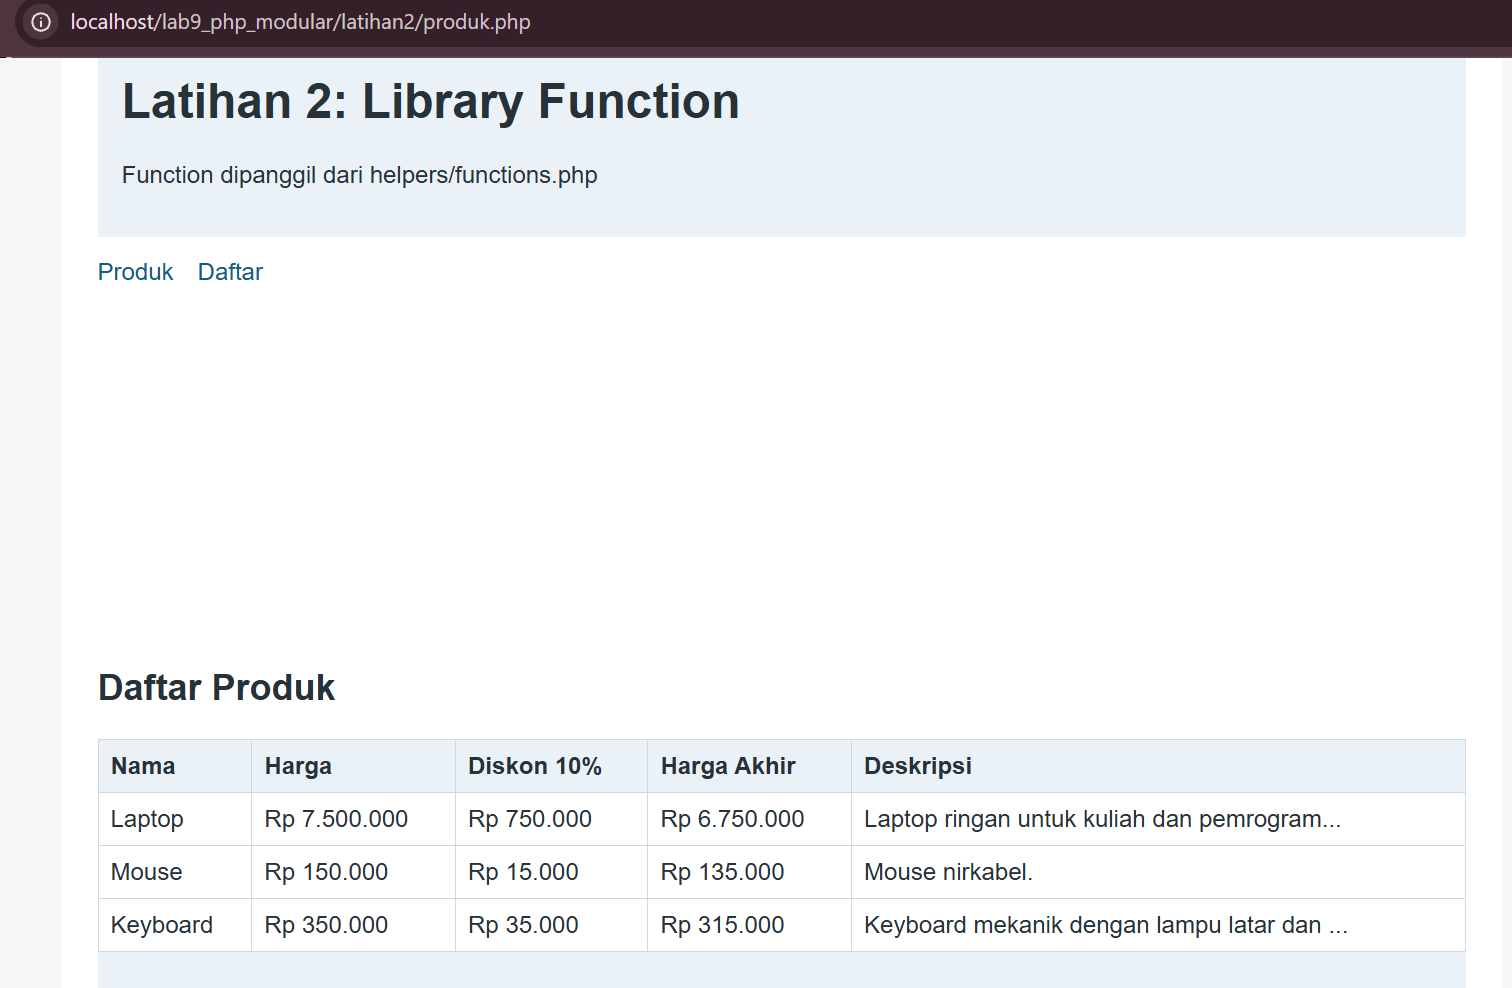 localhost/lab9_php_modular/latihan2/produk.php
Latihan 2: Library Function
Function dipanggil dari helpers/functions.php
Produk Daftar
Daftar Produk
Nama Harga Diskon 10% Harga Akhir Deskripsi
Laptop Rp 7.500.000 Rp 750.000 Rp 6.750.000 Laptop ringan untuk kuliah dan pemrogram...
Mouse Rp 150.000 Rp 15.000 Rp 135.000 Mouse nirkabel.
Keyboard Rp 350.000 Rp 35.000 Rp 315.000 Keyboard mekanik dengan lampu latar dan ...